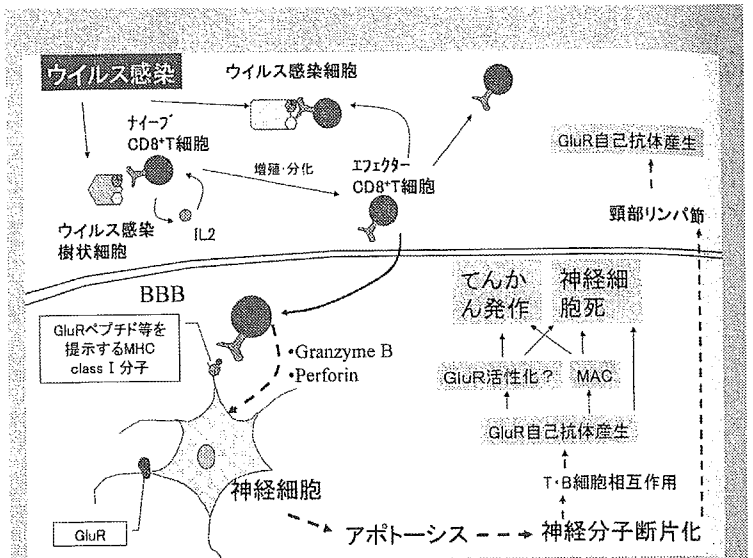 ウイルス感染
ウイルス感染細胞
ナイーブ
CD8⁺T細胞
増殖・分化
エフェクター
CD8⁺T細胞
GluR自己抗体産生
頸部リンパ節
ウイルス感染
樹状細胞
IL2
BBB
GluRペプチド等を
提示するMHC
class I 分子
•Granzyme B
•Perforin
てんか
ん発作
神経細
胞死
GluR活性化？
MAC
GluR自己抗体産生
T・B細胞相互作用
神経細胞
GluR
アポトーシス
神経分子断片化